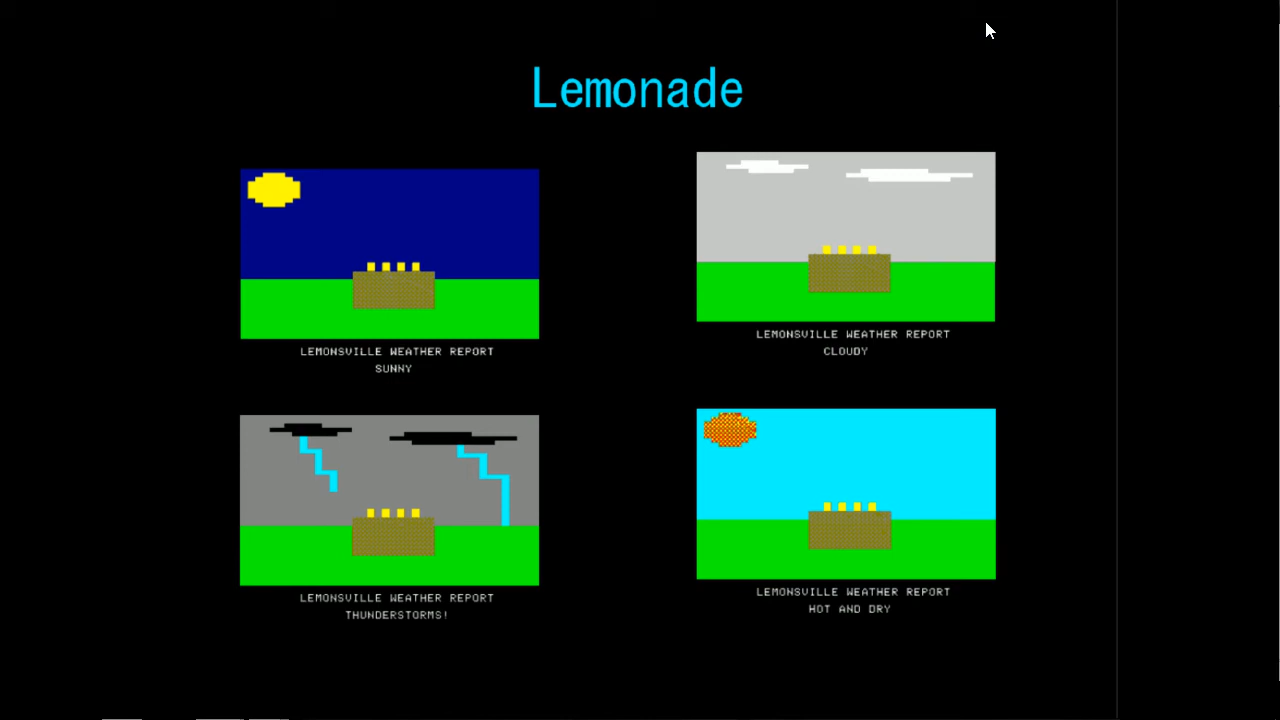 Lemonade
LEMONSVILLE WEATHER REPORT
SUNNY
LEMONSVILLE WEATHER REPORT
CLOUDY
LEMONSVILLE WEATHER REPORT
THUNDERSTORMS!
LEMONSVILLE WEATHER REPORT
HOT AND DRY